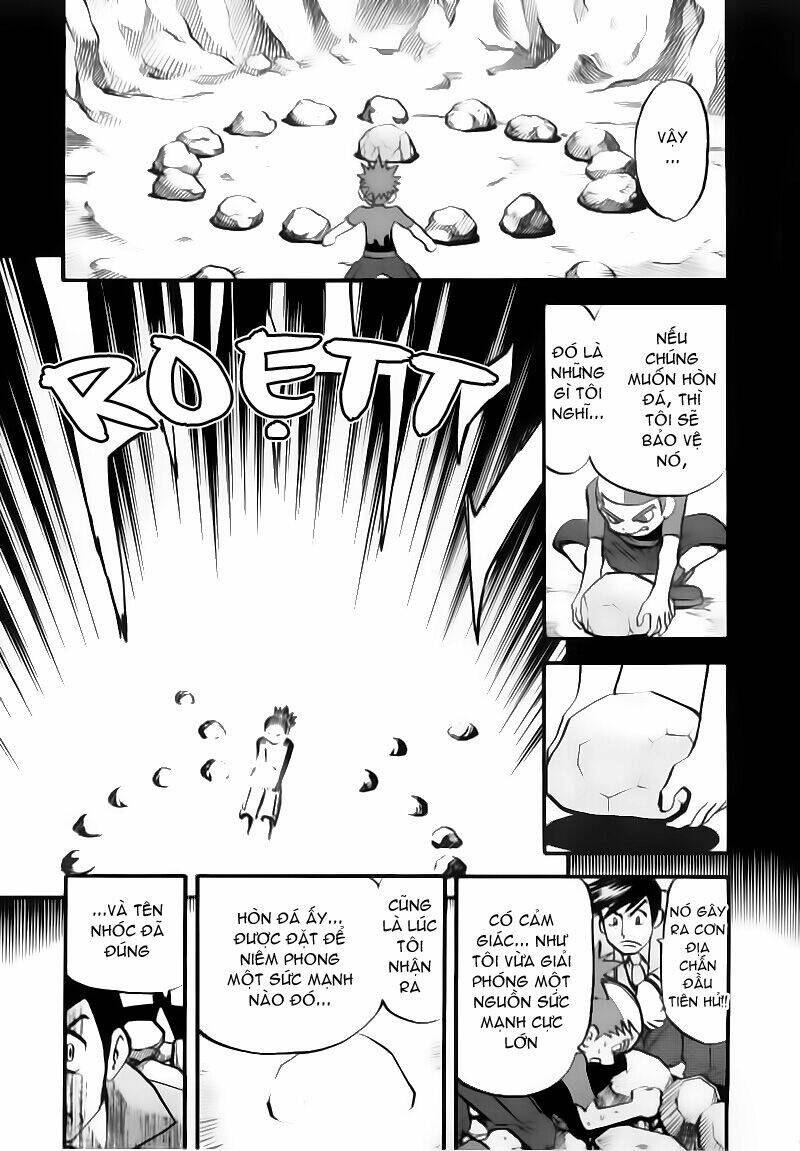 VẬY
...
NẾU
CHÚNG
MUỐN HÒN
ĐÁ, THÌ
TÔI SẼ
BẢO VỆ
NÓ,
ĐÓ LÀ
NHỮNG
GÌ TÔI
NGHĨ...
ROẸTT
NÓ GÂY
RA CƠN
ĐỊA
CHẤN
ĐẦU
TIÊN HỬ!!
CÓ CẢM
GIÁC... NHƯ
TÔI VỪA GIẢI
PHÓNG MỘT
NGUỒN SỨC
MẠNH CỰC
LỚN
CŨNG
LÀ LÚC
TÔI
NHẬN
RA
HÒN ĐÁ ẤY...
ĐƯỢC ĐẶT ĐỂ
NIÊM PHONG
MỘT SỨC MẠNH
NÀO ĐÓ...
...VÀ TÊN
NHÓC ĐÃ
ĐÚNG